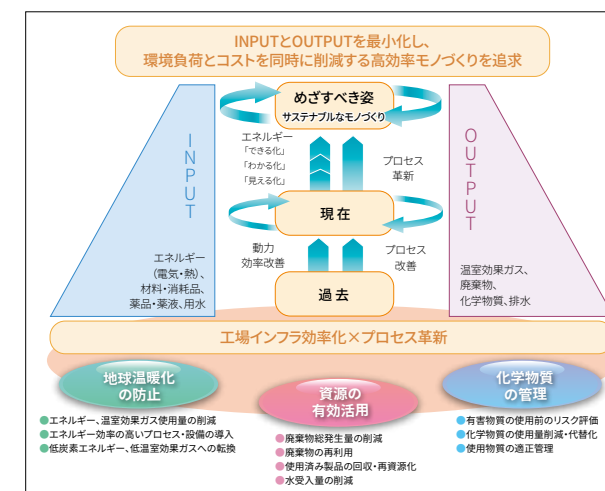 INPUTとOUTPUTを最小化し、
環境負荷とコストを同時に削減する高効率モノづくりを追求
めざすべき姿
サステナブルなモノづくり
エネルギー
「できる化」
「わかる化」
「見える化」
プロセス
革新
INPUT
OUTPUT
現在
動力
効率改善
プロセス
改善
エネルギー
(電気・熱)、
材料・消耗品、
薬品・薬液、用水
温室効果ガス、
廃棄物、
化学物質、排水
過去
工場インフラ効率化×プロセス革新
地球温暖化
の防止
●エネルギー、温室効果ガス使用量の削減
●エネルギー効率の高いプロセス・設備の導入
●低炭素エネルギー、低温室効果ガスへの転換
資源の
有効活用
●廃棄物総発生量の削減
●廃棄物の再利用
●使用済み製品の回収・再資源化
●水受入量の削減
化学物質
の管理
●有害物質の使用前のリスク評価
●化学物質の使用量削減・代替化
●使用物質の適正管理